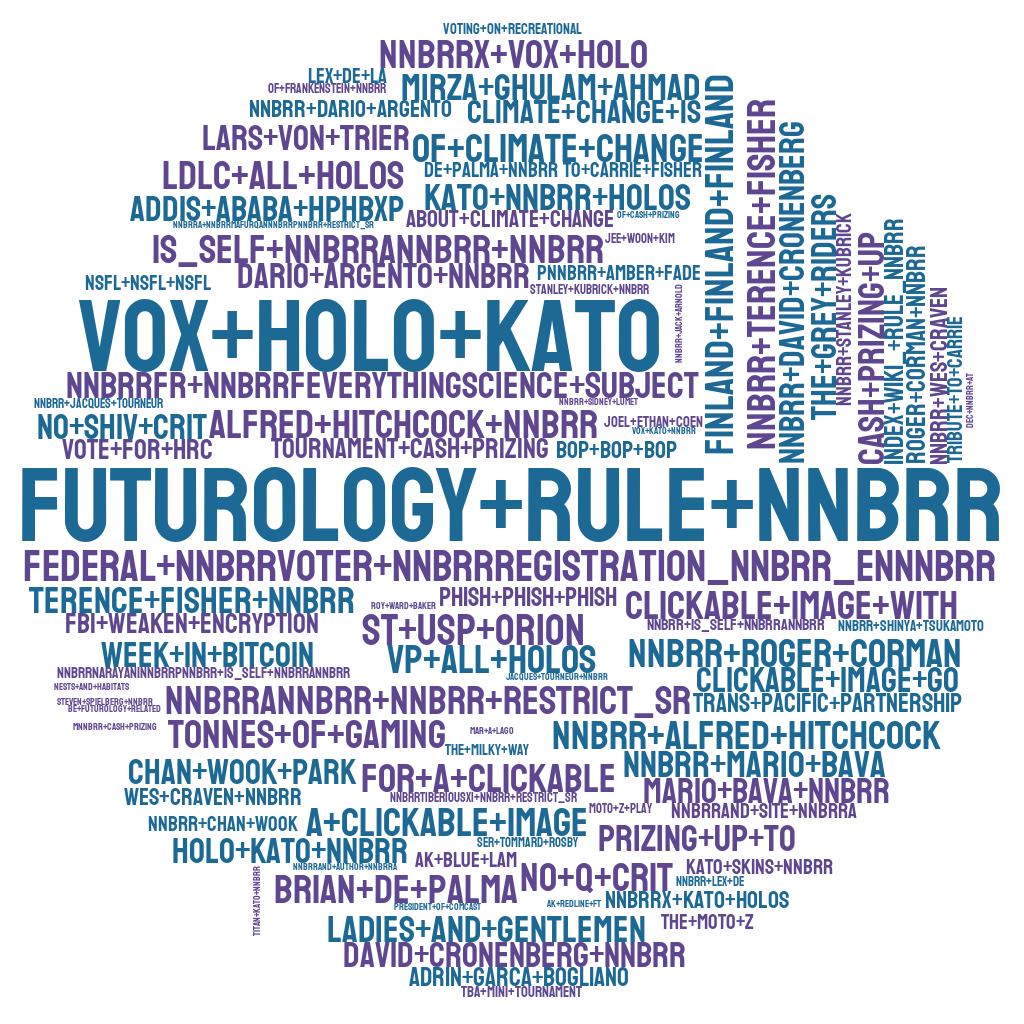 VOTING+ON+RECREATIONAL
NNBRRX+VOX+HOLO
LEX+DE+LA
OF+FRANKENSTEIN+NNBRR
MIRZA+GHULAM+AHMAD
NNBRR+DARIO+ARGENTO
CLIMATE+CHANGE+IS
LARS+VON+TRIER
OF+CLIMATE+CHANGE
DE+PALMA+NNBRR
TO+CARRIE+FISHER
LDLC+ALL+HOLOS
KATO+NNBRR+HOLOS
ADDIS+ABABA+HPHBXP
ABOUT+CLIMATE+CHANGE
OF+CASH+PRIZING
NNBRRA+NNBRRMAFURQANNNBRRPNNBRR+RESTRICT_SR
IS_SELF+NNBRRANNBRR+NNBRR
JEE+WOON+KIM
DARIO+ARGENTO+NNBRR
PNNBRR+AMBER+FADE
NSFL+NSFL+NSFL
STANLEY+KUBRICK+NNBRR
VOX+HOLO+KATO
NNBRR+JACK+ARNOLD
FINLAND+FINLAND+FINLAND
NNBRR+TERENCE+FISHER
NNBRR+DAVID+CRONENBERG
THE+GREY+RIDERS
NNBRR+STANLEY+KUBRICK
CASH+PRIZING+UP
INDEX+WIKI_+RULE_NNBRR
ROGER+CORMAN+NNBRR
NNBRR+WES+CRAVEN
TRIBUTE+TO+CARRIE
DEC+NNBRR+AT
NNBRRFR+NNBRRFEVERYTHINGSCIENCE+SUBJECT
NNBRR+JACQUES+TOURNEUR
NNBRR+SIDNEY+LUMET
NO+SHIV+CRIT
ALFRED+HITCHCOCK+NNBRR
JOEL+ETHAN+COEN
VOX+KATO+NNBRR
VOTE+FOR+HRC
TOURNAMENT+CASH+PRIZING
BOP+BOP+BOP
FUTUROLOGY+RULE+NNBRR
FEDERAL+NNBRRVOTER+NNBRRREGISTRATION_NNBRR_ENNNBRR
TERENCE+FISHER+NNBRR
ROY+WARD+BAKER
PHISH+PHISH+PHISH
CLICKABLE+IMAGE+WITH
FBI+WEAKEN+ENCRYPTION
ST+USP+ORION
NNBRR+IS_SELF+NNBRRANNBRR
NNBRR+SHINYA+TSUKAMOTO
WEEK+IN+BITCOIN
VP+ALL+HOLOS
NNBRR+ROGER+CORMAN
NNBRRNARAYANINNBRRPNNBRR+IS_SELF+NNBRRANNBRR
JACQUES+TOURNEUR+NNBRR
CLICKABLE+IMAGE+GO
NESTS+AND+HABITATS
NNBRRANNBRR+NNBRR+RESTRICT_SR
TRANS+PACIFIC+PARTNERSHIP
STEVEN+SPIELBERG+NNBRR
BE+FUTUROLOGY+RELATED
MNNBRR+CASH+PRIZING
TONNES+OF+GAMING
MAR+A+LAGO
THE+MILKY+WAY
NNBRR+ALFRED+HITCHCOCK
CHAN+WOOK+PARK
FOR+A+CLICKABLE
NNBRR+MARIO+BAVA
WES+CRAVEN+NNBRR
NNBRRTIBERIOUSXI+NNBRR+RESTRICT_SR
MARIO+BAVA+NNBRR
MOTO+Z+PLAY
NNBRRAND+SITE+NNBRRA
NNBRR+CHAN+WOOK
A+CLICKABLE+IMAGE
PRIZING+UP+TO
SER+TOMMARD+ROSBY
HOLO+KATO+NNBRR
AK+BLUE+LAM
NNBRRAND+AUTHOR+NNBRRA
NO+Q+CRIT
KATO+SKINS+NNBRR
TITAN+KATO+NNBRR
BRIAN+DE+PALMA
NNBRR+LEX+DE
PRESIDENT+OF+COMCAST
AK+REDLINE+FT
NNBRRX+KATO+HOLOS
LADIES+AND+GENTLEMEN
THE+MOTO+Z
DAVID+CRONENBERG+NNBRR
ADRIN+GARCA+BOGLIANO
TBA+MINI+TOURNAMENT